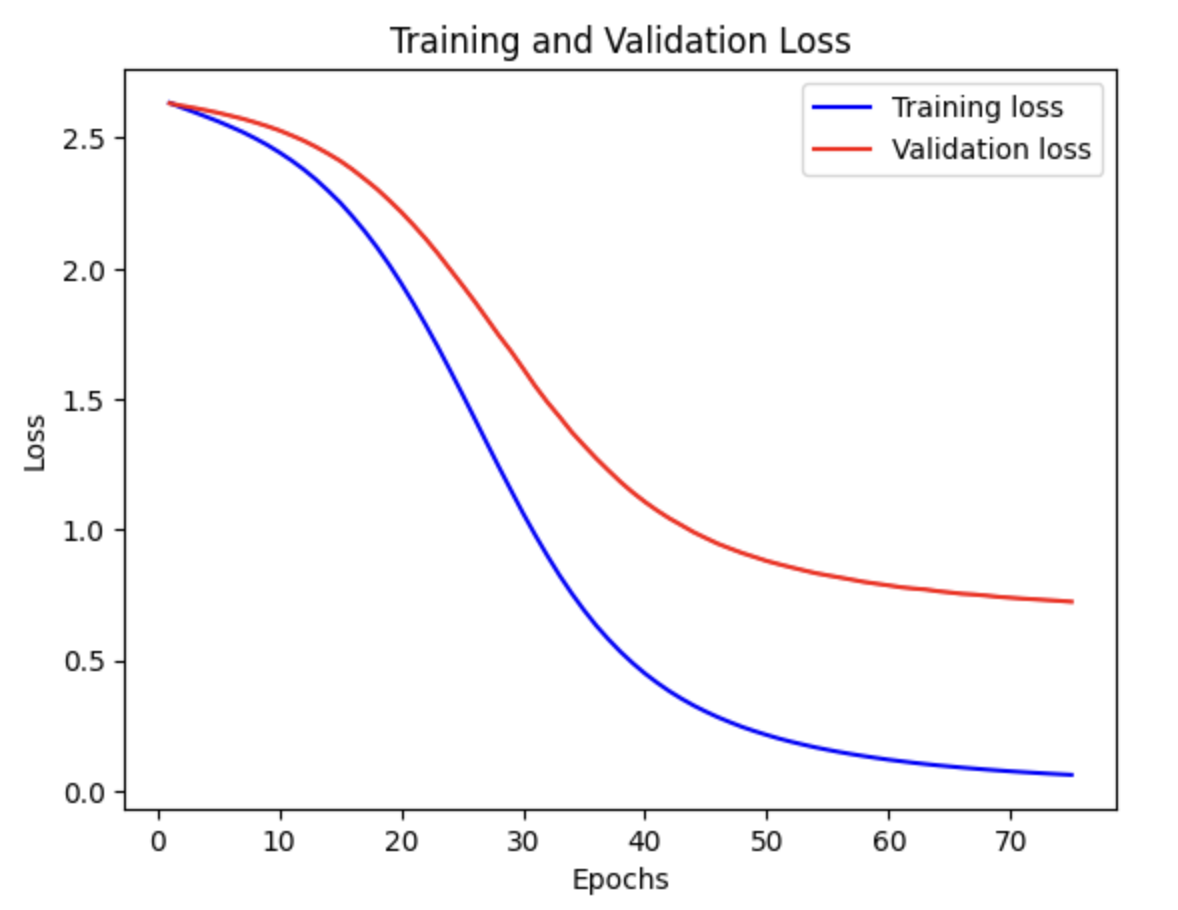 Training and Validation Loss
Training loss
Validation loss
2.5
2.0
1.5
1.0
0.5
0.0
Loss
0 10 20 30 40 50 60 70
Epochs